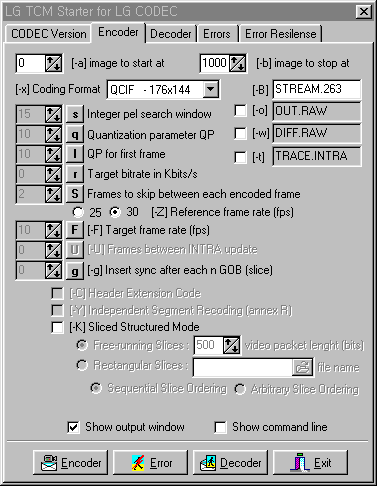 LG TCM Starter for LG CODEC
CODEC Version Encoder Decoder Errors Error Resilense
0 [-a] image to start at 1000 [-b] image to stop at
[-x] Coding Format QCIF - 176x144 [-B] STREAM.263
[-o] OUT.RAW
15 s Integer pel search window
[-w] DIFF.RAW
10 q Quantization parameter QP
[-t] TRACE.INTRA
10 I QP for first frame
0 r Target bitrate in Kbits/s
2 S Frames to skip between each encoded frame
25 30 [-Z] Reference frame rate (fps)
10 F [-F] Target frame rate (fps)
0 U [-U] Frames between INTRA update
0 g [-g] Insert sync after each n GOB (slice)
[-C] Header Extension Code
[-Y] Independent Segment Recoding (annex R)
[-K] Sliced Structured Mode
Free-running Slices : 500 video packet lenght (bits)
Rectangular Slices : file name
Sequential Slice Ordering Arbitrary Slice Ordering
Show output window Show command line
Encoder Error Decoder Exit